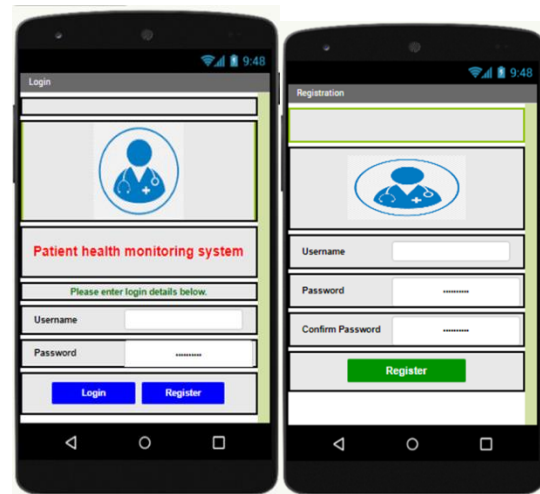 9:48
Login
Patient health monitoring system
Please enter login details below.
Username
Password
Login Register
9:48
Registration
Username
Password
Confirm Password
Register